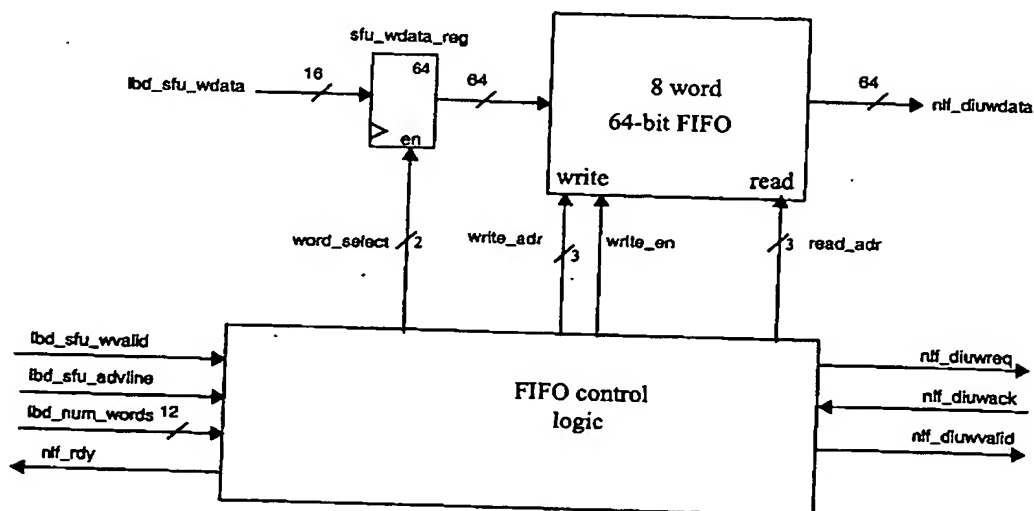 sfu_wdata_reg
lbd_sfu_wdata
16
64
en
64
8 word
64-bit FIFO
write
read
64
nlf_diuwdata
word_select
2
write_adr
3
write_en
3
read_adr
lbd_sfu_wvalid
lbd_sfu_advline
lbd_num_words
12
nlf_rdy
FIFO control
logic
nlf_diuwreq
nlf_diuwack
nlf_diuwvalid